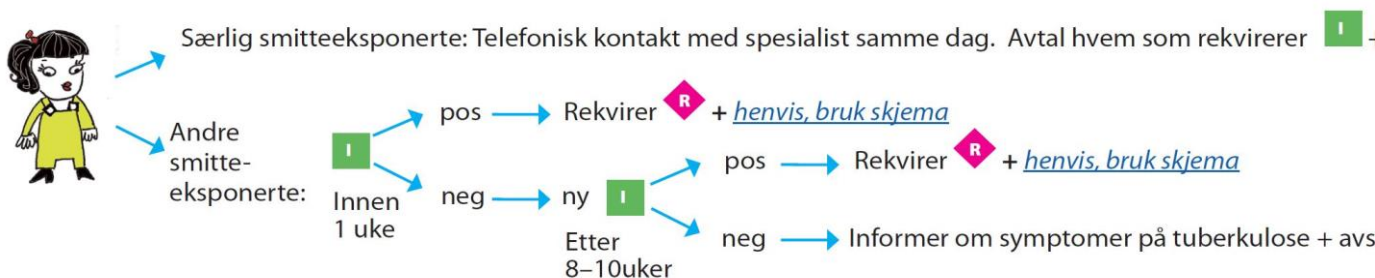 Særlig smitteeksponerte: Telefonisk kontakt med spesialist samme dag. Avtal hvem som rekvirerer I
pos Rekvirer R + henvis, bruk skjema
Andre
smitte-
eksponerte:
I
Innen
1 uke
neg ny I
Etter
8–10uker
pos Rekvirer R + henvis, bruk skjema
neg Informer om symptomer på tuberkulose + avs